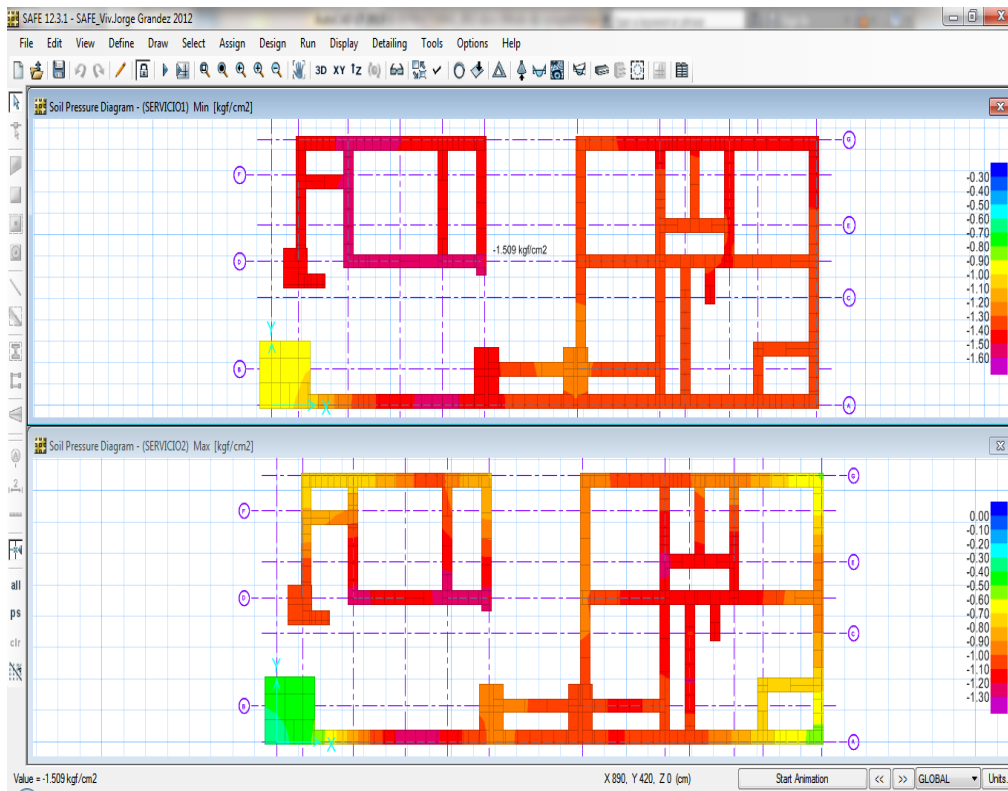 SAFE 12.3.1 - SAFE_Viv.Jorge Grandez 2012
File Edit View Define Draw Select Assign Design Run Display Detailing Tools Options Help
3D XY
Soil Pressure Diagram - (SERVICIO1) Min [kgf/cm2]
G
F
E
D
C
B
A
Y
X
-1.509 kgf/cm2
-0.30
-0.40
-0.50
-0.60
-0.70
-0.80
-0.90
-1.00
-1.10
-1.20
-1.30
-1.40
-1.50
-1.60
Soil Pressure Diagram - (SERVICIO2) Max [kgf/cm2]
G
F
E
D
C
B
A
Y
X
0.00
-0.10
-0.20
-0.30
-0.40
-0.50
-0.60
-0.70
-0.80
-0.90
-1.00
-1.10
-1.20
-1.30
all
ps
clr
Value = -1.509 kgf/cm2 X 890, Y 420, Z 0 (cm) Start Animation << >> GLOBAL Units.